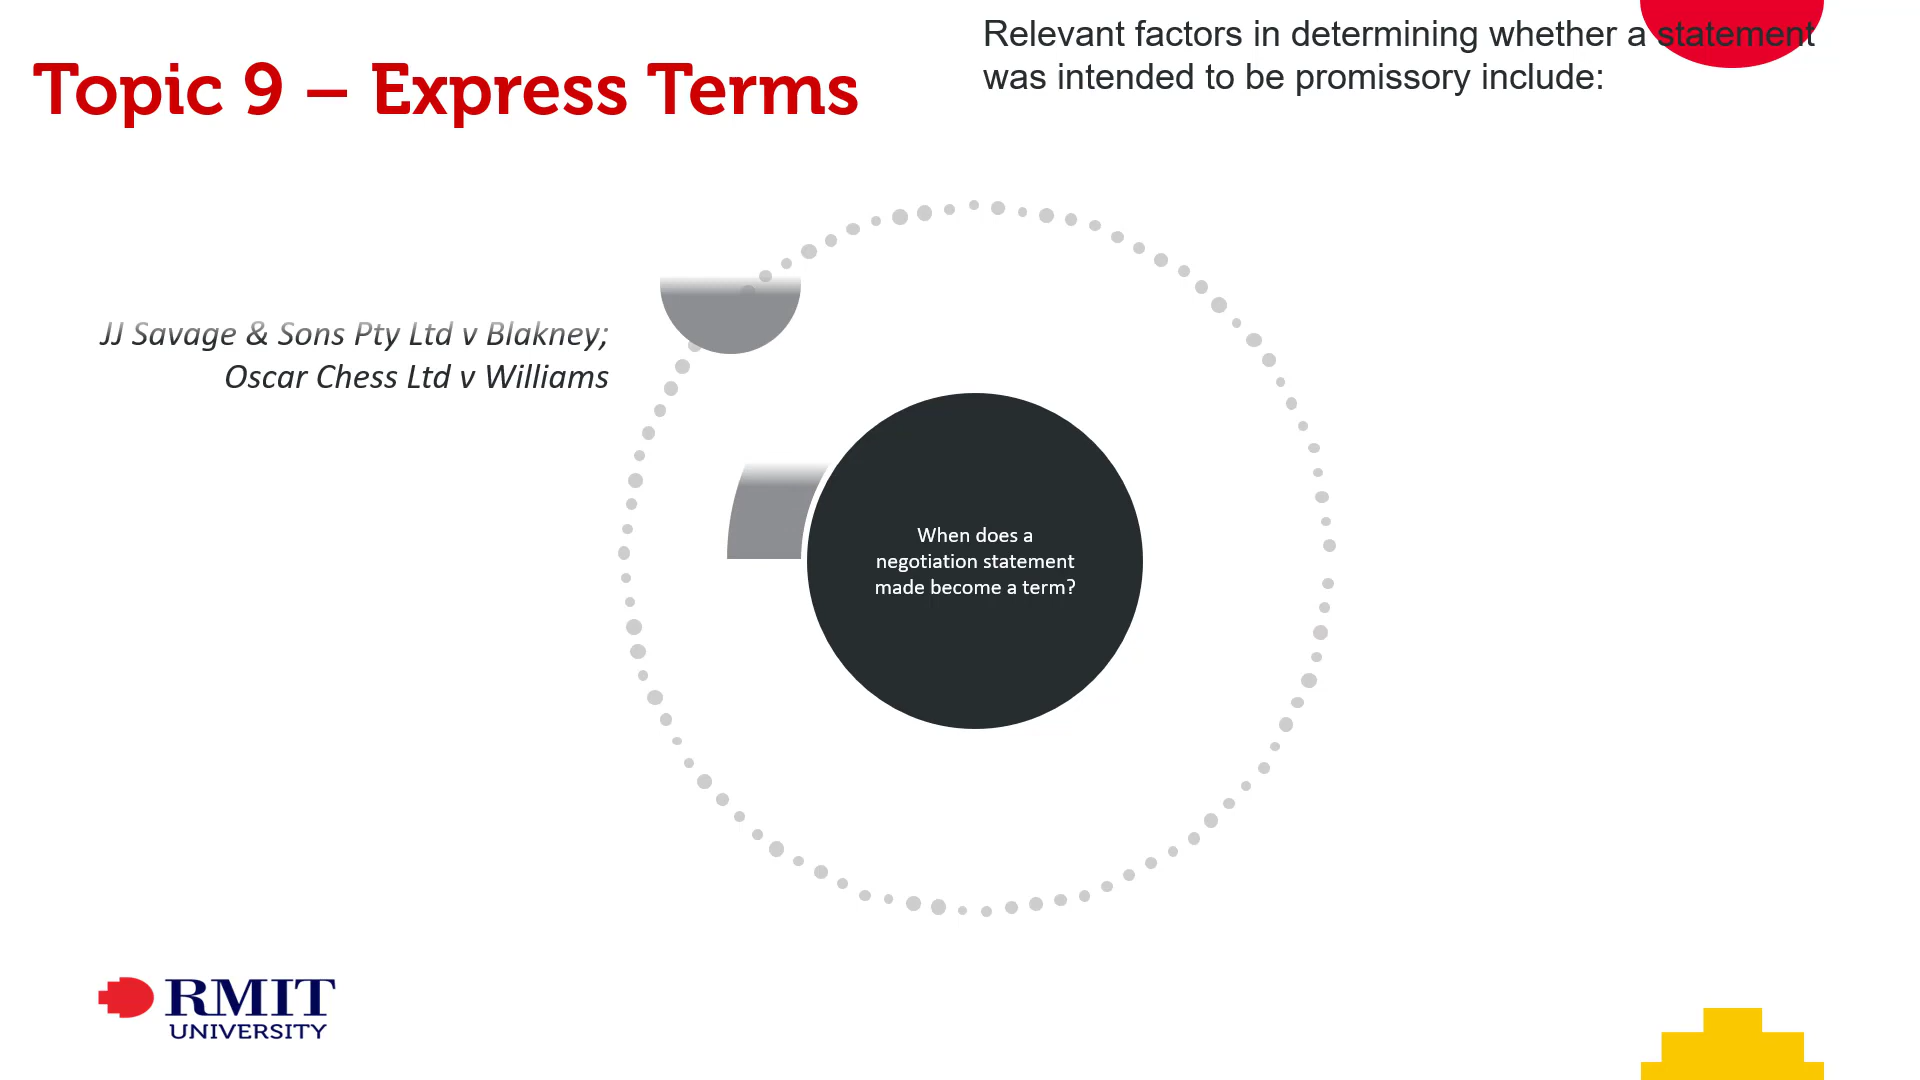 Topic 9 – Express Terms
Relevant factors in determining whether a statement
was intended to be promissory include:
JJ Savage & Sons Pty Ltd v Blakney;
Oscar Chess Ltd v Williams
When does a
negotiation statement
made become a term?
RMIT
UNIVERSITY